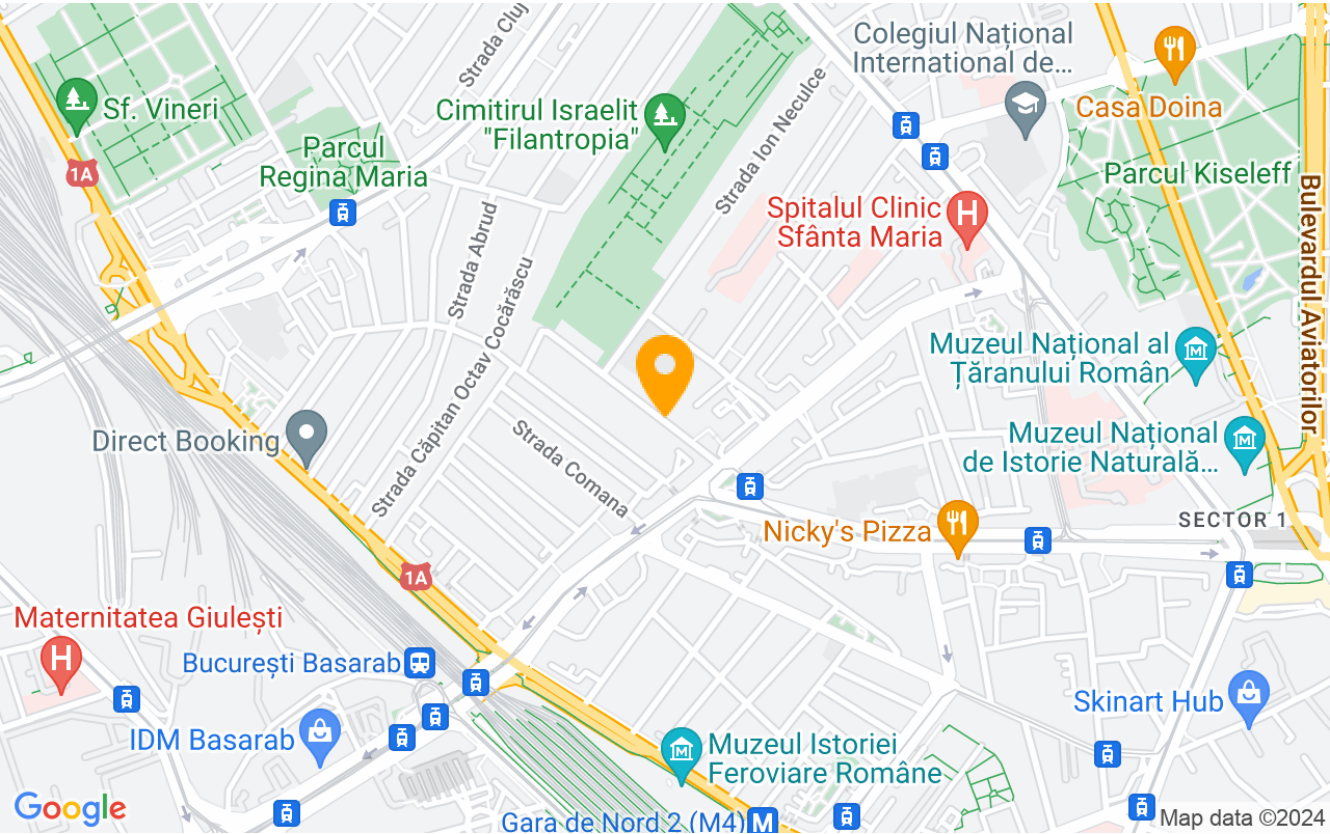 Strada Cluj
Colegiul Național
International de...
Sf. Vineri
Cimitirul Israelit
"Filantropia"
Casa Doina
Parcul
Regina Maria
1A
Strada Ion Neculce
Parcul Kiseleff
Spitalul Clinic
Sfânta Maria
H
Strada Abrud
Strada Căpitan Octav Cocărăscu
Bulevardul Aviatorilor
Muzeul Național al
Țăranului Român
Direct Booking
Strada Comana
Muzeul Național
de Istorie Naturală...
Nicky's Pizza
SECTOR 1
1A
Maternitatea Giulești
H
București Basarab
Skinart Hub
IDM Basarab
Muzeul Istoriei
Feroviare Române
Google
Gara de Nord 2 (M4)
M
Map data ©2024